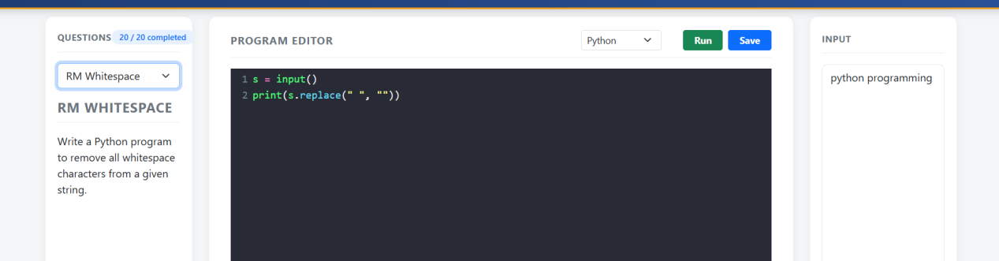 QUESTIONS 20 / 20 completed
RM Whitespace
RM WHITESPACE
Write a Python program
to remove all whitespace
characters from a given
string.
PROGRAM EDITOR Python Run Save
1 s = input()
2 print(s.replace(" ", ""))
INPUT
python programming